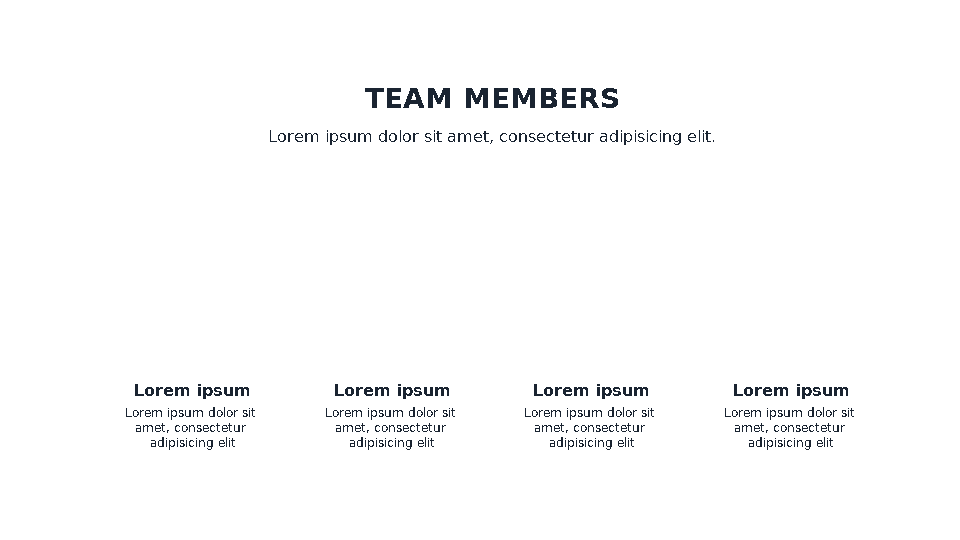 TEAM MEMBERS
Lorem ipsum dolor sit amet, consectetur adipisicing elit.
Lorem ipsum
Lorem ipsum dolor sit
amet, consectetur
adipisicing elit
Lorem ipsum
Lorem ipsum dolor sit
amet, consectetur
adipisicing elit
Lorem ipsum
Lorem ipsum dolor sit
amet, consectetur
adipisicing elit
Lorem ipsum
Lorem ipsum dolor sit
amet, consectetur
adipisicing elit